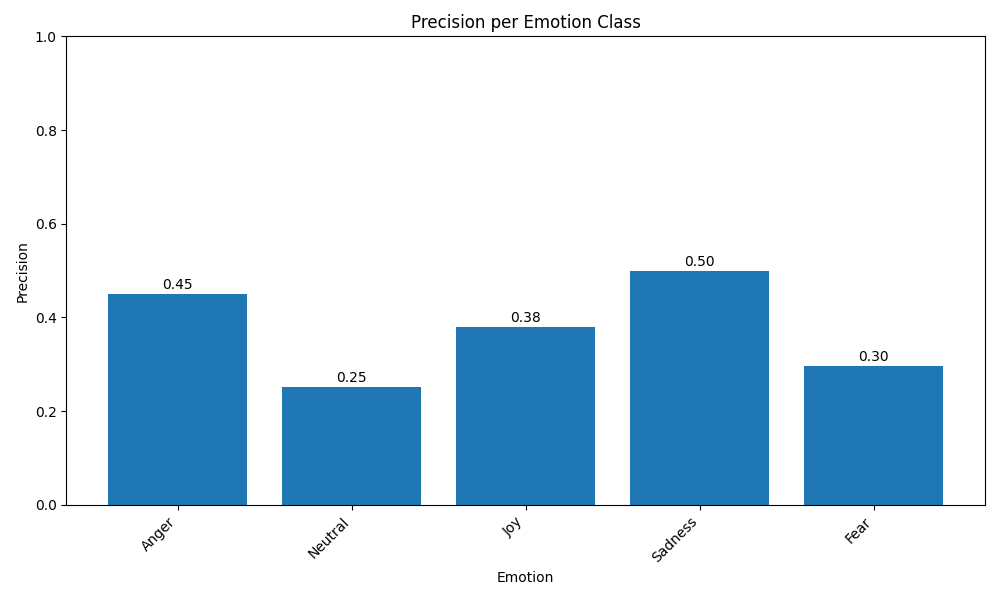 Precision per Emotion Class
Precision
1.0
0.8
0.6
0.4
0.2
0.0
0.45
0.25
0.38
0.50
0.30
Anger
Neutral
Joy
Sadness
Fear
Emotion